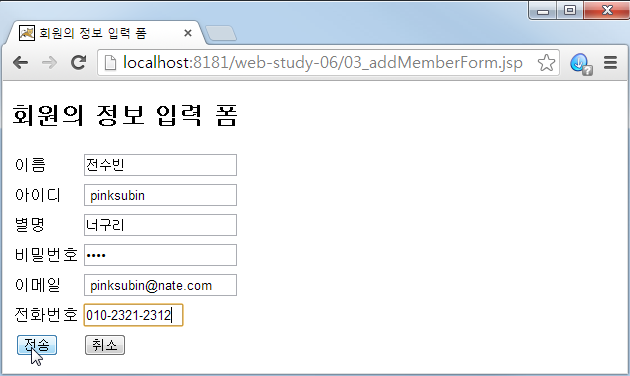 회원의 정보 입력 폼
localhost:8181/web-study-06/03_addMemberForm.jsp
회원의 정보 입력 폼
이름 전수빈
아이디 pinksubin
별명 너구리
비밀번호 ••••
이메일 pinksubin@nate.com
전화번호 010-2321-2312
전송 취소